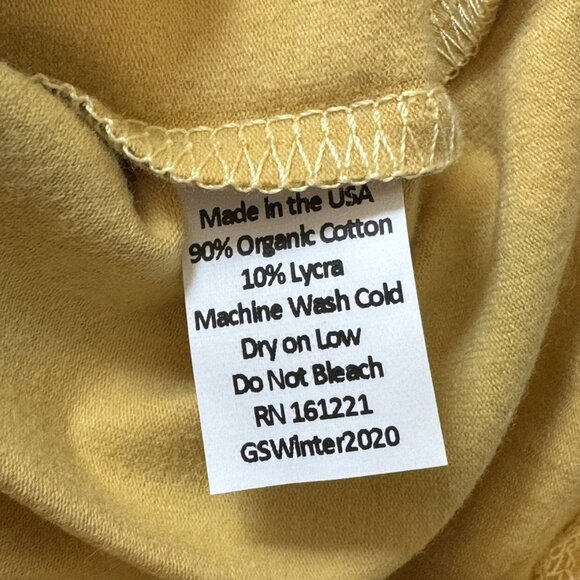 Made in the USA
90% Organic Cotton
10% Lycra
Machine Wash Cold
Dry on Low
Do Not Bleach
RN 161221
GSWinter2020